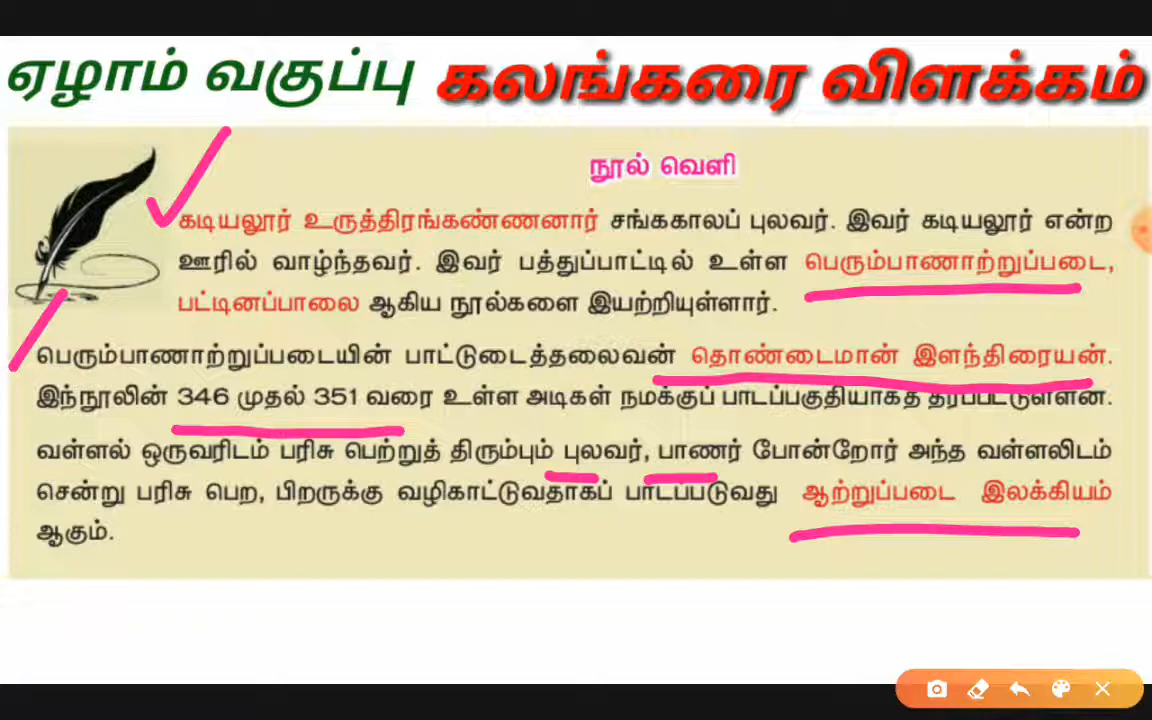 ஏழாம் வகுப்பு கலங்கரை விளக்கம்
நூல் வெளி
கடியலூர் உருத்திரங்கண்ணனார் சங்ககாலப் புலவர். இவர் கடியலூர் என்ற
ஊரில் வாழ்ந்தவர். இவர் பத்துப்பாட்டில் உள்ள பெரும்பாணாற்றுப்படை,
பட்டினப்பாலை ஆகிய நூல்களை இயற்றியுள்ளார்.
பெரும்பாணாற்றுப்படையின் பாட்டுடைத்தலைவன் தொண்டைமான் இளந்திரையன்.
இந்நூலின் 346 முதல் 351 வரை உள்ள அடிகள் நமக்குப் பாடப்பகுதியாகத் தரப்பட்டுள்ளன.
வள்ளல் ஒருவரிடம் பரிசு பெற்றுத் திரும்பும் புலவர், பாணர் போன்றோர் அந்த வள்ளலிடம்
சென்று பரிசு பெற, பிறருக்கு வழிகாட்டுவதாகப் பாடப்படுவது ஆற்றுப்படை இலக்கியம்
ஆகும்.